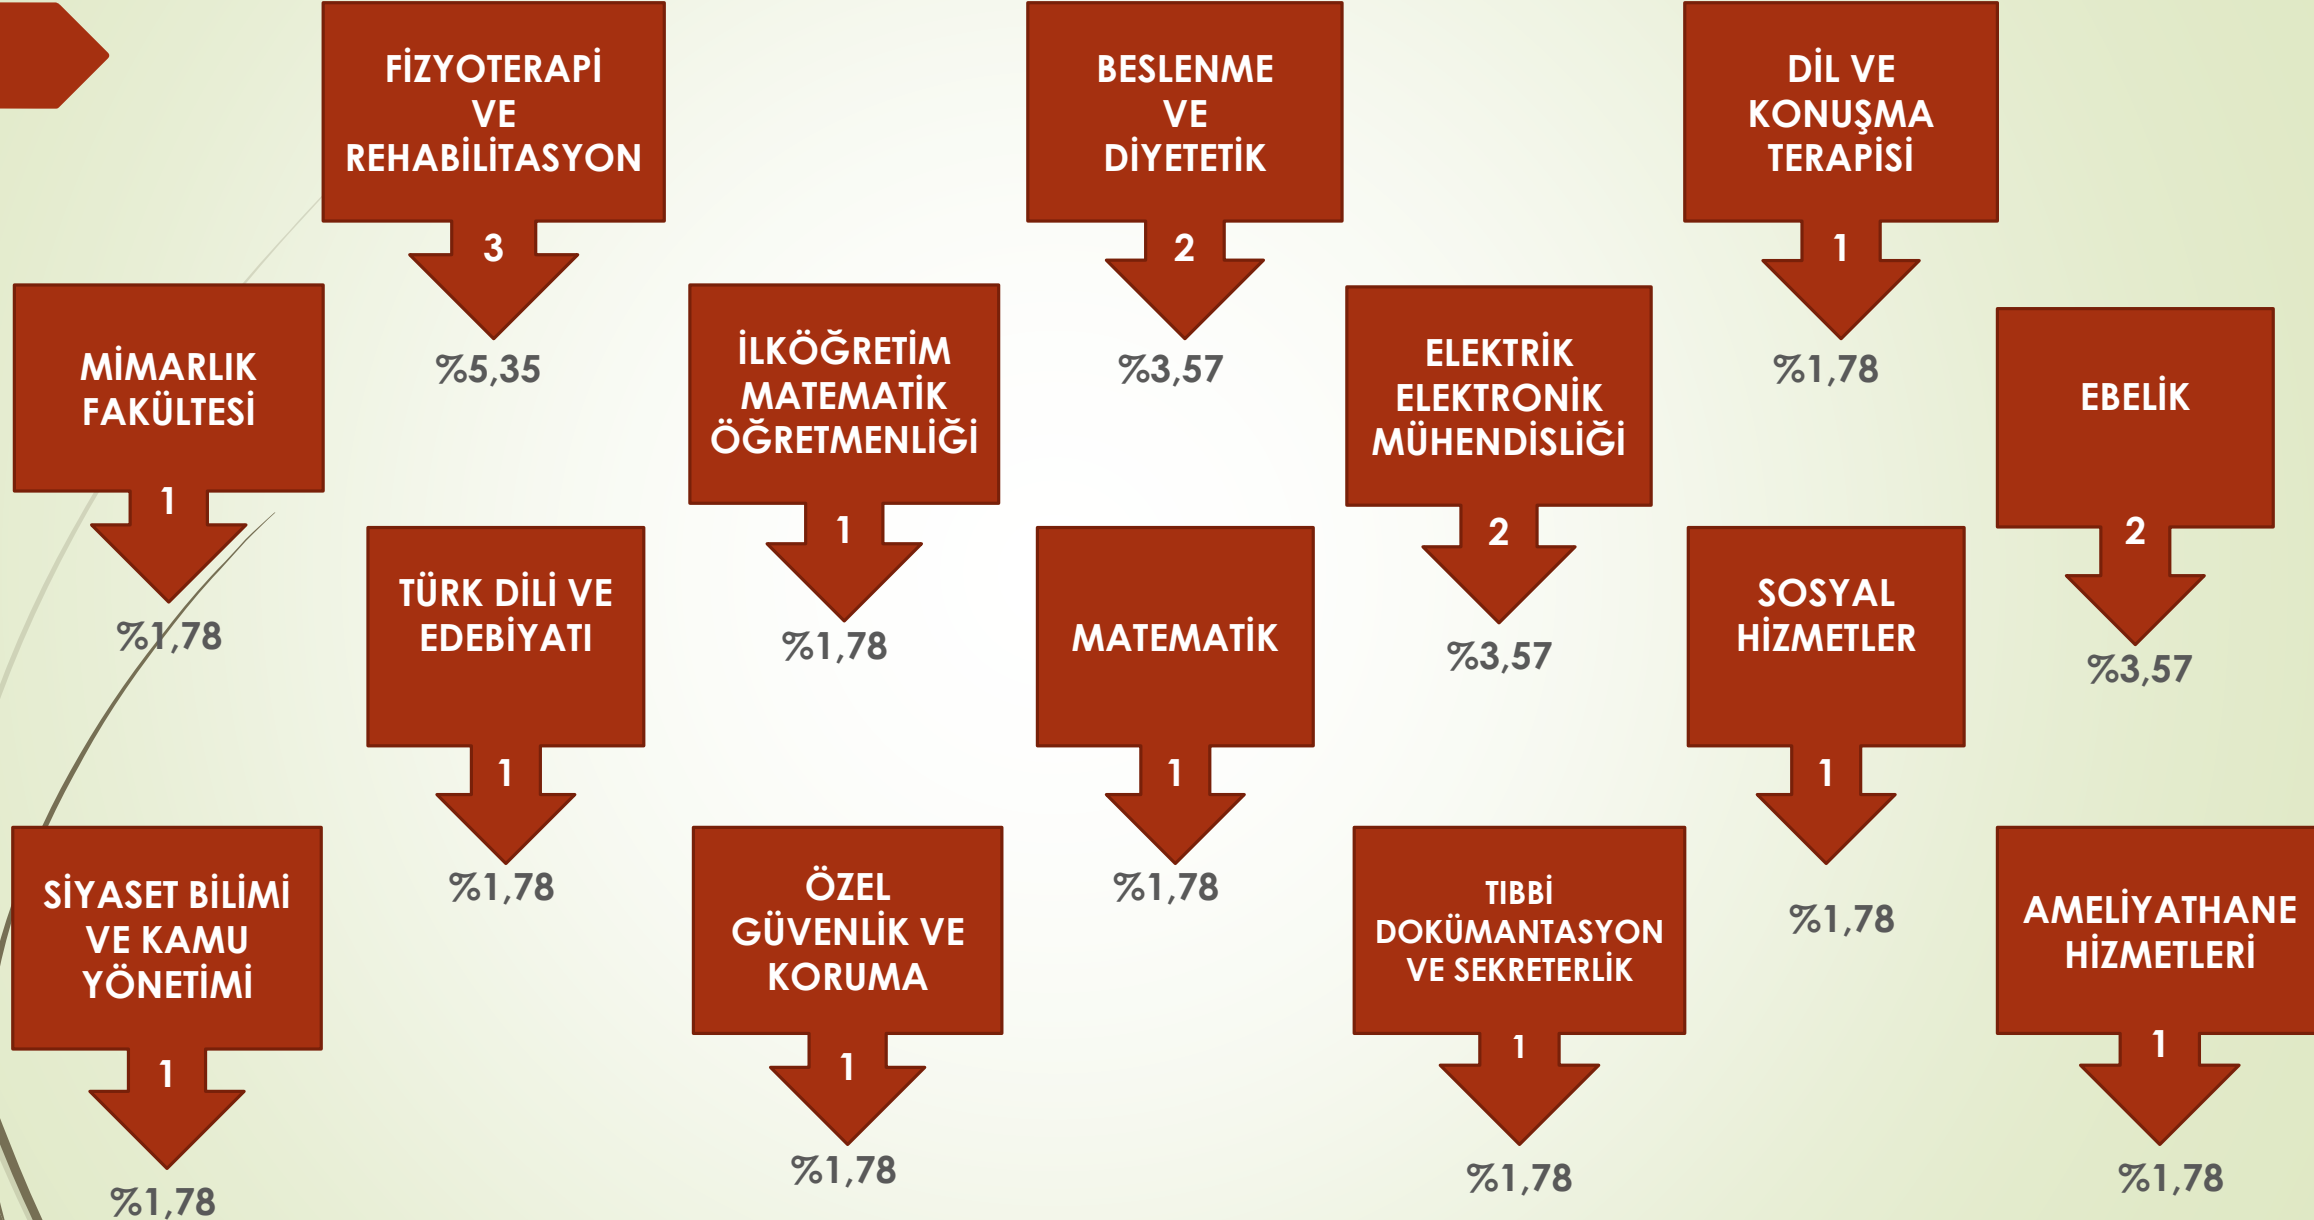 FİZYOTERAPİ
VE
REHABİLİTASYON
3
%5,35
BESLENME
VE
DİYETETİK
2
%3,57
DİL VE
KONUŞMA
TERAPİSİ
1
%1,78
MİMARLIK
FAKÜLTESİ
1
%1,78
İLKÖĞRETİM
MATEMATİK
ÖĞRETMENLİĞİ
1
%1,78
ELEKTRİK
ELEKTRONİK
MÜHENDİSLİĞİ
2
%3,57
EBELİK
2
%3,57
TÜRK DİLİ VE
EDEBİYATI
1
%1,78
MATEMATİK
1
%1,78
SOSYAL
HİZMETLER
1
%1,78
SİYASET BİLİMİ
VE KAMU
YÖNETİMİ
1
%1,78
ÖZEL
GÜVENLİK VE
KORUMA
1
%1,78
TIBBİ
DOKÜMANTASYON
VE SEKRETERLİK
1
%1,78
AMELİYATHANE
HİZMETLERİ
1
%1,78